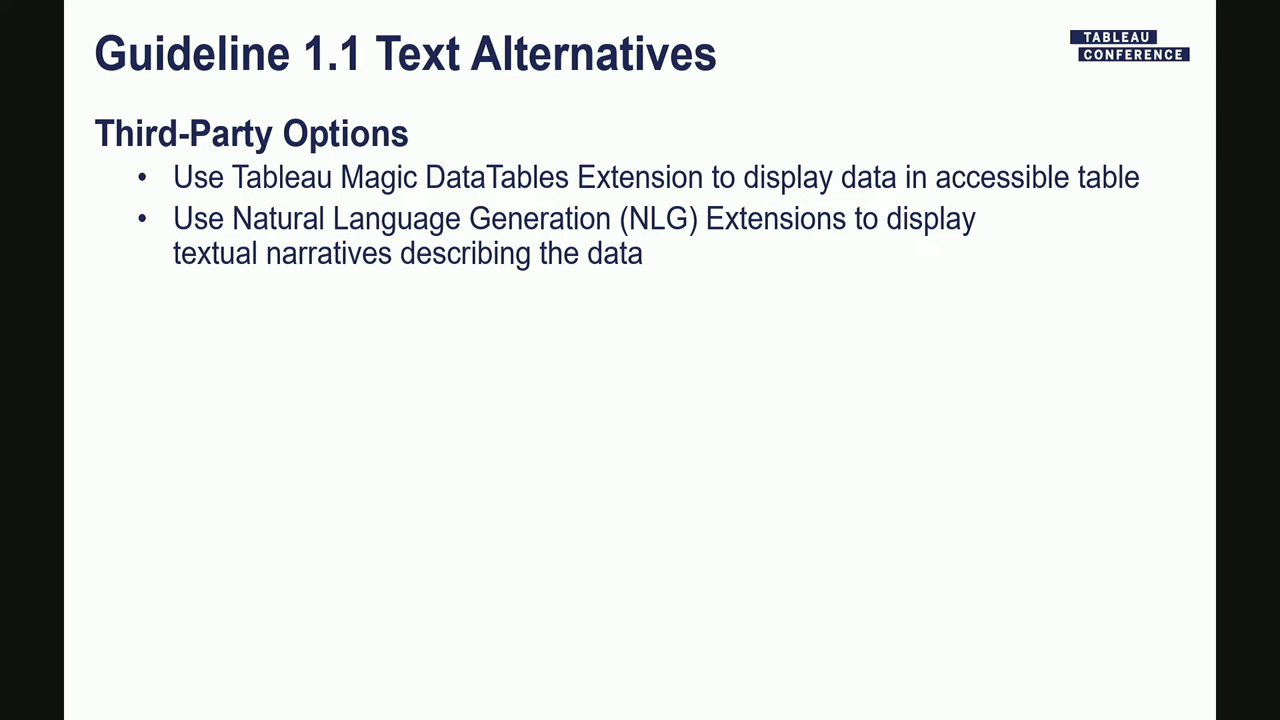 Guideline 1.1 Text Alternatives
TABLEAU
CONFERENCE
Third-Party Options
• Use Tableau Magic DataTables Extension to display data in accessible table
• Use Natural Language Generation (NLG) Extensions to display
textual narratives describing the data